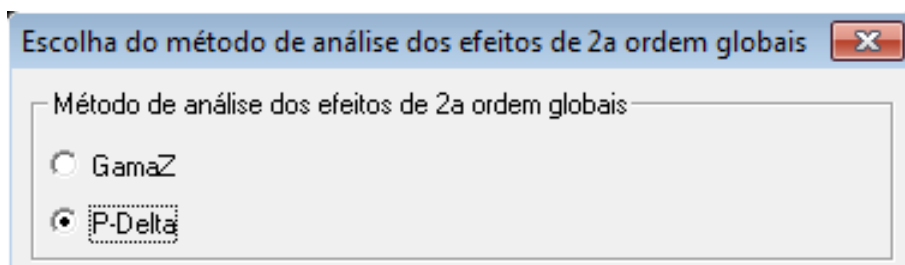 Escolha do método de análise dos efeitos de 2a ordem globais
Método de análise dos efeitos de 2a ordem globais
GamaZ
P-Delta